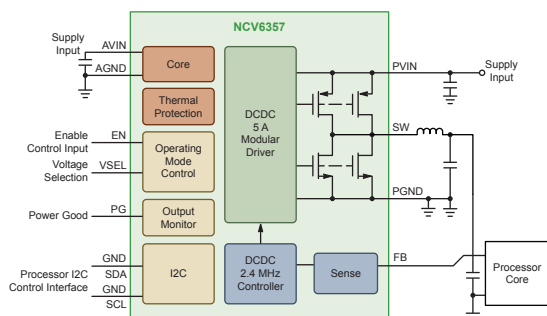 NCV6357
Supply
Input
AVIN
AGND
Core
Thermal
Protection
Enable
Control Input
EN
Voltage
Selection
VSEL
Operating
Mode
Control
Power Good
PG
Output
Monitor
Processor I2C
Control Interface
GND
SDA
GND
SCL
I2C
DCDC
5 A
Modular
Driver
DCDC
2.4 MHz
Controller
Sense
PVIN
Supply
Input
SW
PGND
FB
Processor
Core